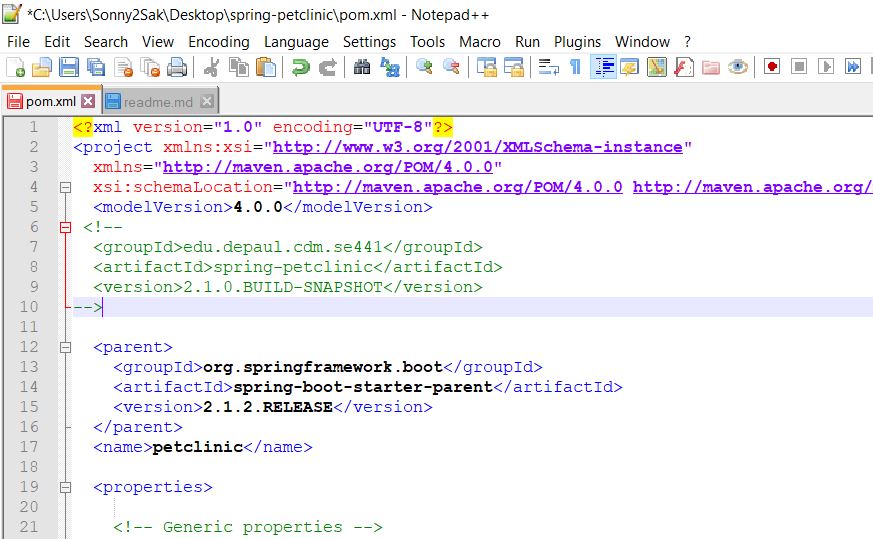 *C:\Users\Sonny2Sak\Desktop\spring-petclinic\pom.xml - Notepad++
File Edit Search View Encoding Language Settings Tools Macro Run Plugins Window ?
pom.xml readme.md
1 <?xml version="1.0" encoding="UTF-8"?>
2 <project xmlns:xsi="http://www.w3.org/2001/XMLSchema-instance"
3 xmlns="http://maven.apache.org/POM/4.0.0"
4 xsi:schemaLocation="http://maven.apache.org/POM/4.0.0 http://maven.apache.org/
5 <modelVersion>4.0.0</modelVersion>
6 <!--
7 <groupId>edu.depaul.cdm.se441</groupId>
8 <artifactId>spring-petclinic</artifactId>
9 <version>2.1.0.BUILD-SNAPSHOT</version>
10 -->
11
12 <parent>
13 <groupId>org.springframework.boot</groupId>
14 <artifactId>spring-boot-starter-parent</artifactId>
15 <version>2.1.2.RELEASE</version>
16 </parent>
17 <name>petclinic</name>
18
19 <properties>
20
21 <!-- Generic properties -->